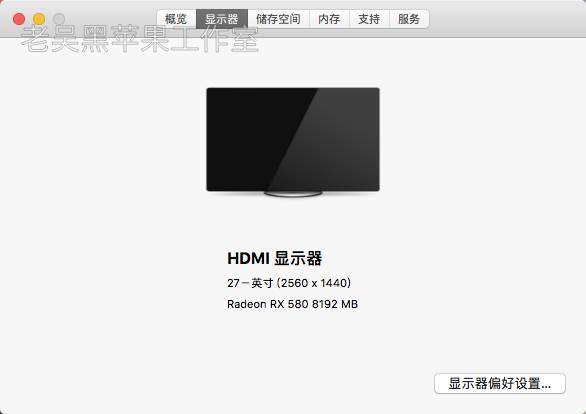 概览 显示器 储存空间 内存 支持 服务
老吴黑苹果工作室
HDMI 显示器
27－英寸 (2560 x 1440)
Radeon RX 580 8192 MB
显示器偏好设置...